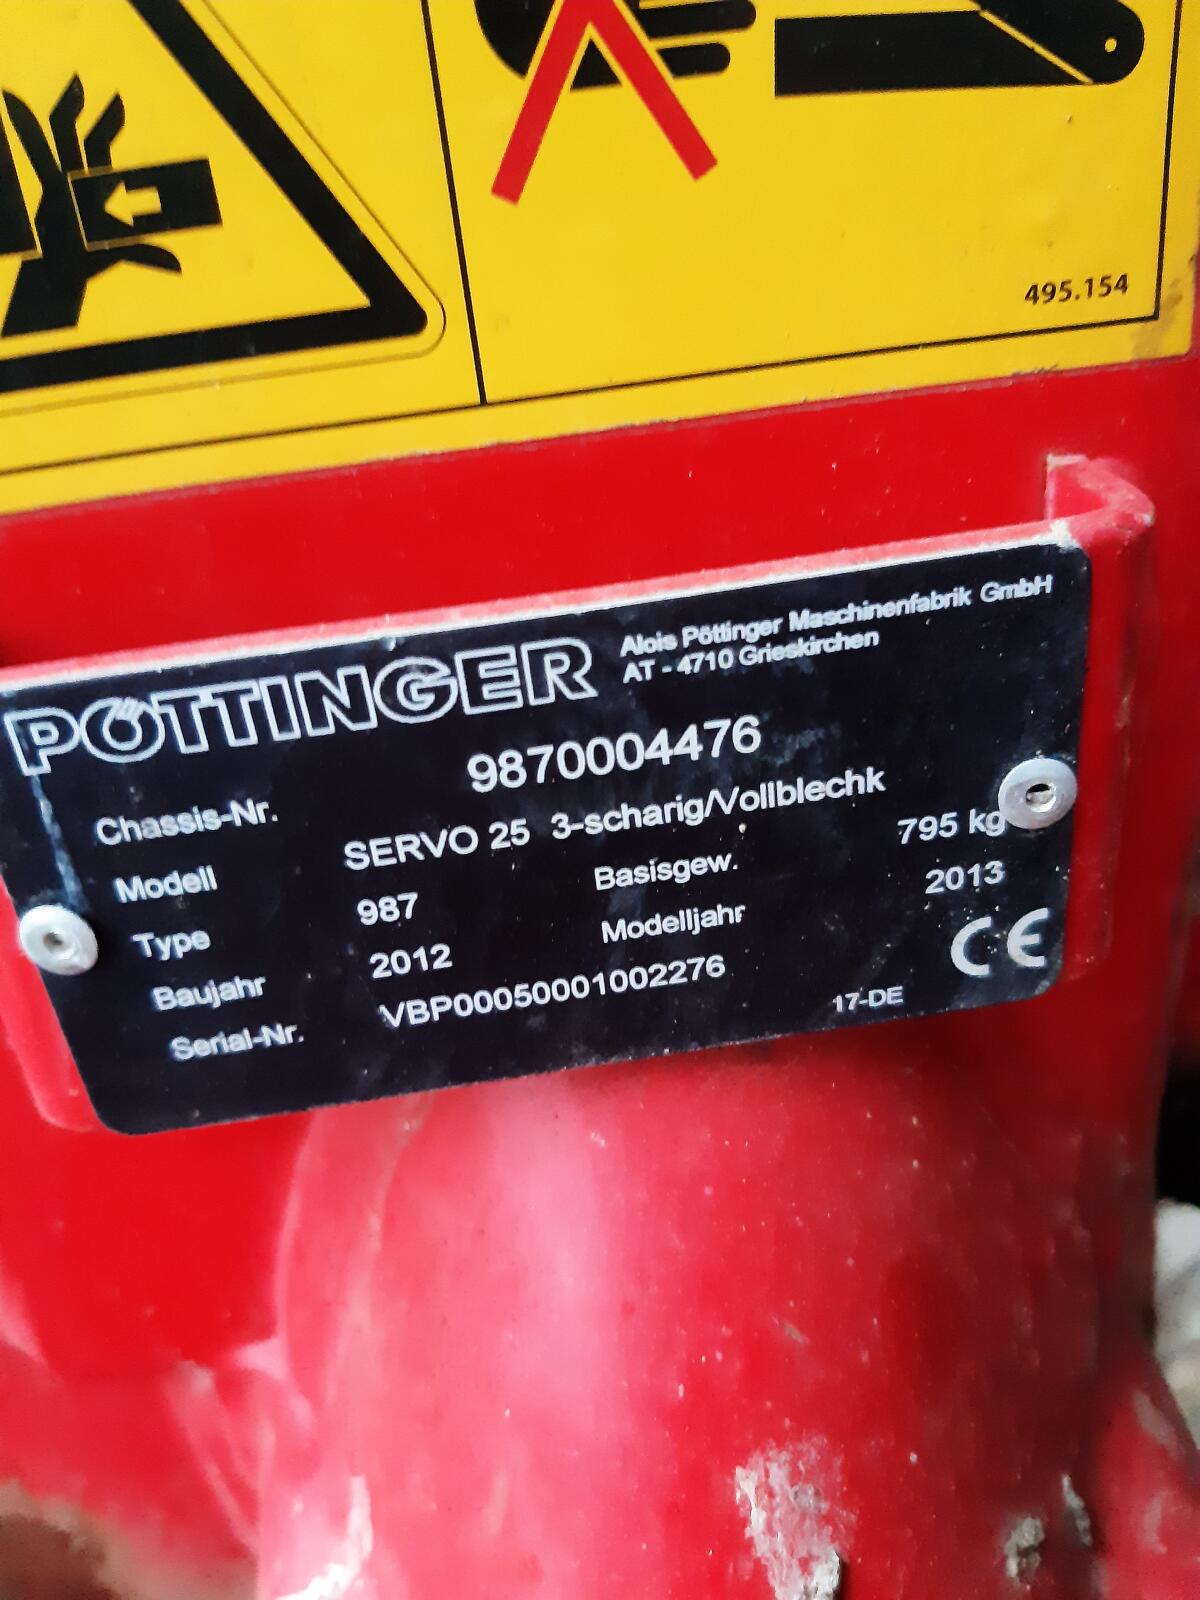 495.154
PÖTTINGER
Alois Pöttinger Maschinenfabrik GmbH
AT - 4710 Grieskirchen
Chassis-Nr. 9870004476
Modell SERVO 25 3-scharig/Vollblechk
Type 987 Basisgew. 795 kg
Baujahr 2012 Modelljahr 2013
Serial-Nr. VBP00050001002276
17-DE CE